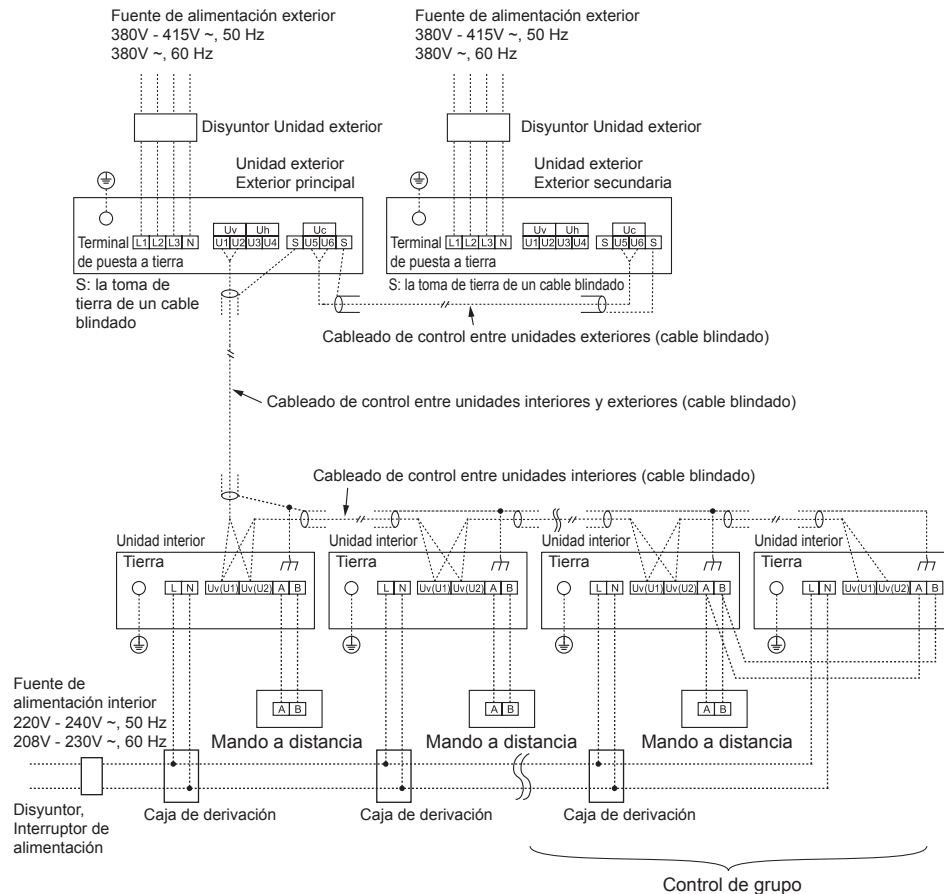 Fuente de alimentación exterior
380V - 415V ~, 50 Hz
380V ~, 60 Hz
Fuente de alimentación exterior
380V - 415V ~, 50 Hz
380V ~, 60 Hz
Disyuntor Unidad exterior
Disyuntor Unidad exterior
Unidad exterior
Exterior principal
Unidad exterior
Exterior secundaria
Terminal
de puesta a tierra
L1 L2 L3 N
Uv Uh
U1 U2 U3 U4
Uc
S U5 U6 S
Terminal
de puesta a tierra
L1 L2 L3 N
Uv Uh
U1 U2 U3 U4
Uc
S U5 U6 S
S: la toma de
tierra de un cable
blindado
S: la toma de tierra de un cable blindado
Cableado de control entre unidades exteriores (cable blindado)
Cableado de control entre unidades interiores y exteriores (cable blindado)
Cableado de control entre unidades interiores (cable blindado)
Unidad interior
Unidad interior
Unidad interior
Unidad interior
Tierra
Tierra
Tierra
Tierra
L N Uv(U1) Uv(U2) A B
L N Uv(U1) Uv(U2) A B
L N Uv(U1) Uv(U2) A B
L N Uv(U1) Uv(U2) A B
Fuente de
alimentación interior
220V - 240V ~, 50 Hz
208V - 230V ~, 60 Hz
A B
A B
A B
Mando a distancia
Mando a distancia
Mando a distancia
Disyuntor,
Interruptor de
alimentación
Caja de derivación
Caja de derivación
Caja de derivación
Control de grupo